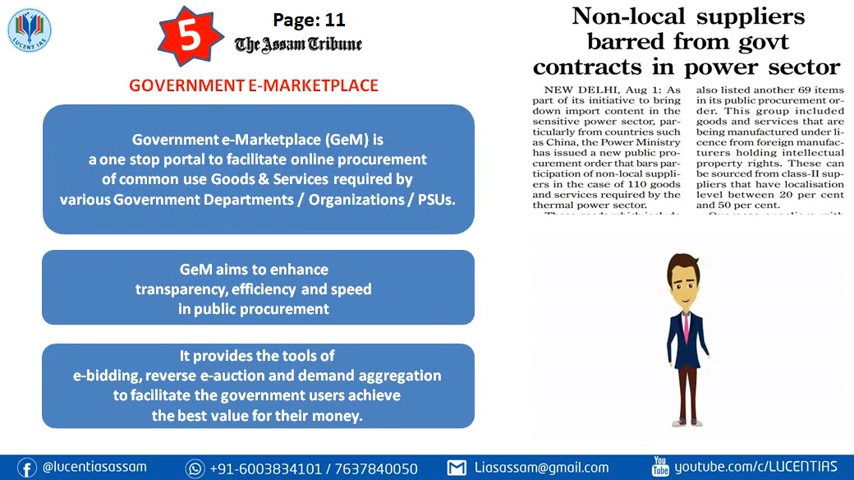 LUCENT IAS
5
Page: 11
The Assam Tribune
GOVERNMENT E-MARKETPLACE
Government e-Marketplace (GeM) is
a one stop portal to facilitate online procurement
of common use Goods & Services required by
various Government Departments / Organizations / PSUs.
GeM aims to enhance
transparency, efficiency and speed
in public procurement
It provides the tools of
e-bidding, reverse e-auction and demand aggregation
to facilitate the government users achieve
the best value for their money.
Non-local suppliers
barred from govt
contracts in power sector
NEW DELHI, Aug 1: As
part of its initiative to bring
down import content in the
sensitive power sector, par-
ticularly from countries such
as China, the Power Ministry
has issued a new public pro-
curement order that bars par-
ticipation of non-local suppli-
ers in the case of 110 goods
and services required by the
thermal power sector.
also listed another 69 items
in its public procurement or-
der. This group included
goods and services that are
being manufactured under li-
cence from foreign manufac-
turers holding intellectual
property rights. These can
be sourced from class-II sup-
pliers that have localisation
level between 20 per cent
and 50 per cent.
@lucentiasassam
+91-6003834101 / 7637840050
Liasassam@gmail.com
You
Tube
youtube.com/c/LUCENTIAS